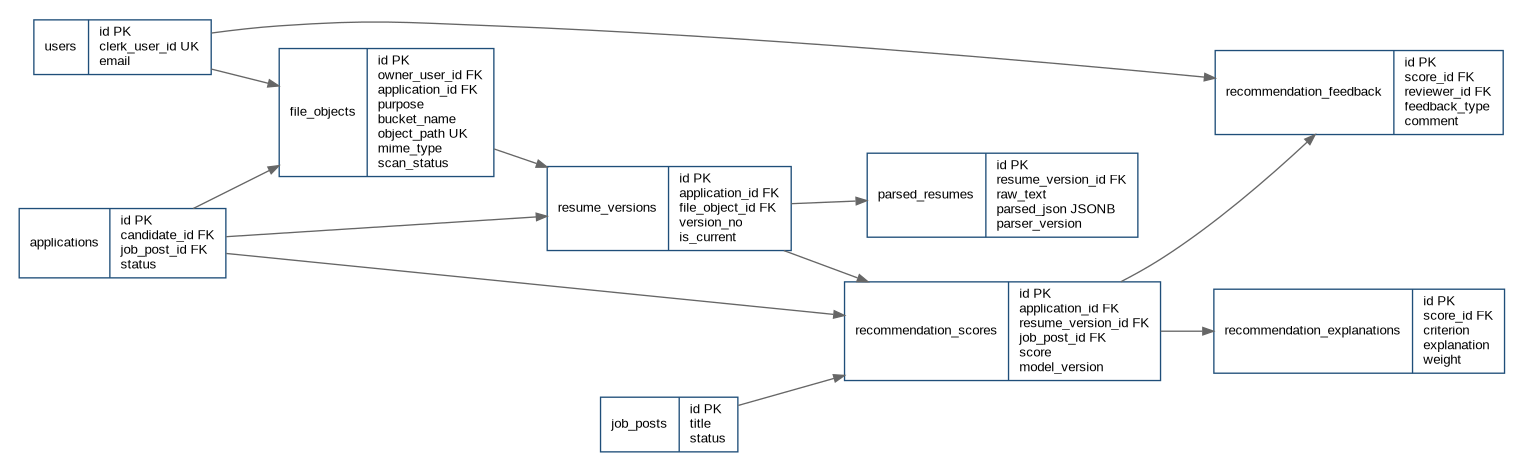 users
id PK
clerk_user_id UK
email
file_objects
id PK
owner_user_id FK
application_id FK
purpose
bucket_name
object_path UK
mime_type
scan_status
applications
id PK
candidate_id FK
job_post_id FK
status
resume_versions
id PK
application_id FK
file_object_id FK
version_no
is_current
parsed_resumes
id PK
resume_version_id FK
raw_text
parsed_json JSONB
parser_version
recommendation_scores
id PK
application_id FK
resume_version_id FK
job_post_id FK
score
model_version
job_posts
id PK
title
status
recommendation_feedback
id PK
score_id FK
reviewer_id FK
feedback_type
comment
recommendation_explanations
id PK
score_id FK
criterion
explanation
weight